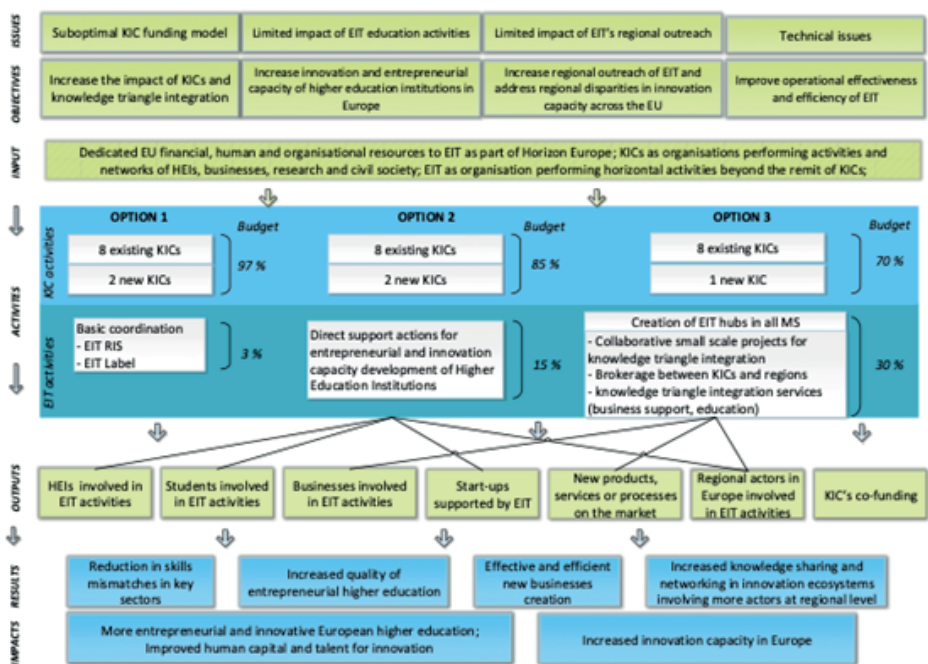 ISSUES
Suboptimal KIC funding model
Limited impact of EIT education activities
Limited impact of EIT's regional outreach
Technical issues
OBJECTIVES
Increase the impact of KICs and
knowledge triangle integration
Increase innovation and entrepreneurial
capacity of higher education institutions in
Europe
Increase regional outreach of EIT and
address regional disparities in innovation
capacity across the EU
Improve operational effectiveness
and efficiency of EIT
INPUT
Dedicated EU financial, human and organisational resources to EIT as part of Horizon Europe; KICs as organisations performing activities and
networks of HEIs, businesses, research and civil society; EIT as organisation performing horizontal activities beyond the remit of KICs;
ACTIVITES
KIC activities
OPTION 1
Budget
8 existing KICs
2 new KICs
97 %
OPTION 2
Budget
8 existing KICs
2 new KICs
85 %
OPTION 3
Budget
8 existing KICs
1 new KIC
70 %
EIT activities
Basic coordination
- EIT RIS
- EIT Label
3 %
Direct support actions for
entrepreneurial and innovation
capacity development of Higher
Education Institutions
15 %
Creation of EIT hubs in all MS
- Collaborative small scale projects for
knowledge triangle integration
- Brokerage between KICs and regions
- knowledge triangle integration services
(business support, education)
30 %
OUTPUTS
HEIs involved in
EIT activities
Students involved
in EIT activities
Businesses involved
in EIT activities
Start-ups
supported by EIT
New products,
services or processes
on the market
Regional actors in
Europe involved
in EIT activities
KIC's co-funding
RESULTS
Reduction in skills
mismatches in key
sectors
Increased quality of
entrepreneurial higher education
Effective and efficient
new businesses
creation
Increased knowledge sharing and
networking in innovation ecosystems
involving more actors at regional level
IMPACTS
More entrepreneurial and innovative European higher education;
Improved human capital and talent for innovation
Increased innovation capacity in Europe